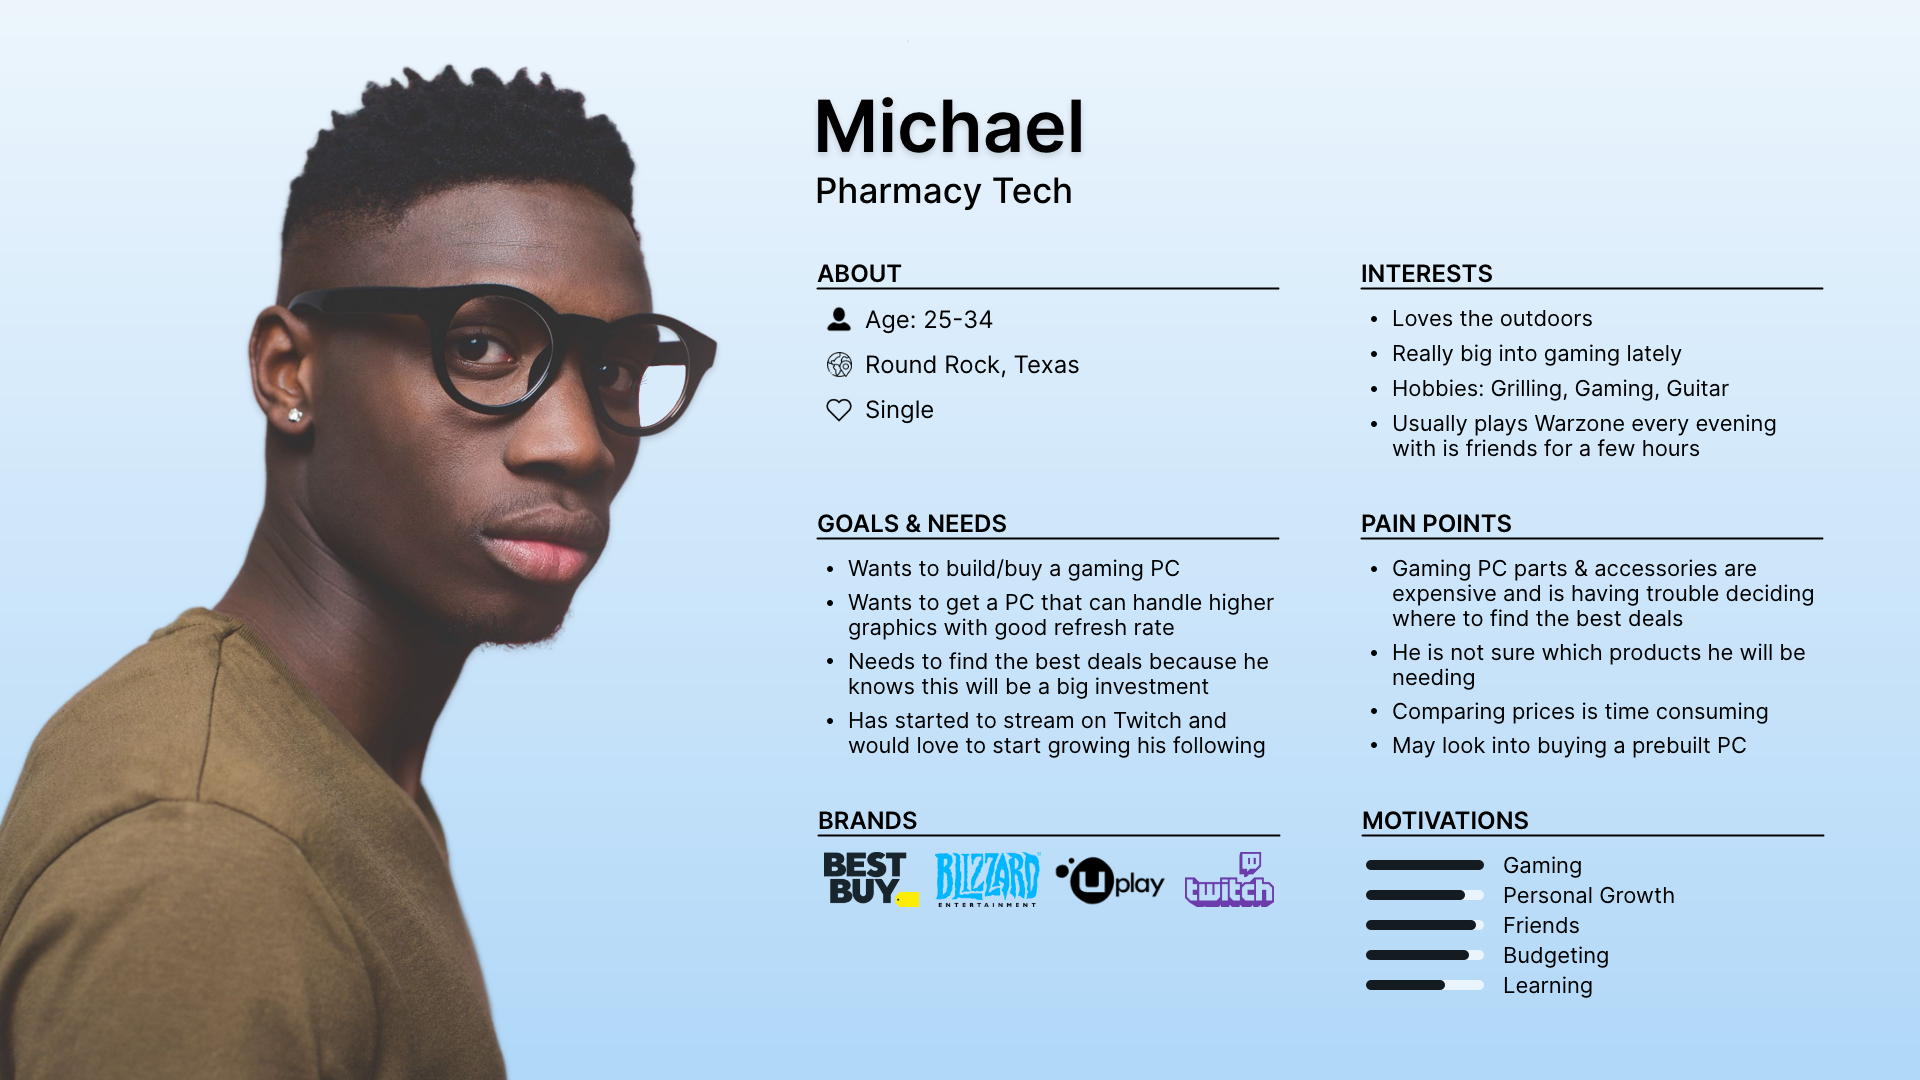 Michael
Pharmacy Tech
ABOUT
Age: 25-34
Round Rock, Texas
Single
INTERESTS
• Loves the outdoors
• Really big into gaming lately
• Hobbies: Grilling, Gaming, Guitar
• Usually plays Warzone every evening
with is friends for a few hours
GOALS & NEEDS
• Wants to build/buy a gaming PC
• Wants to get a PC that can handle higher
graphics with good refresh rate
• Needs to find the best deals because he
knows this will be a big investment
• Has started to stream on Twitch and
would love to start growing his following
PAIN POINTS
• Gaming PC parts & accessories are
expensive and is having trouble deciding
where to find the best deals
• He is not sure which products he will be
needing
• Comparing prices is time consuming
• May look into buying a prebuilt PC
BRANDS
BEST
BUY
BLIZZARD
ENTERTAINMENT
Uplay
twitch
MOTIVATIONS
Gaming
Personal Growth
Friends
Budgeting
Learning